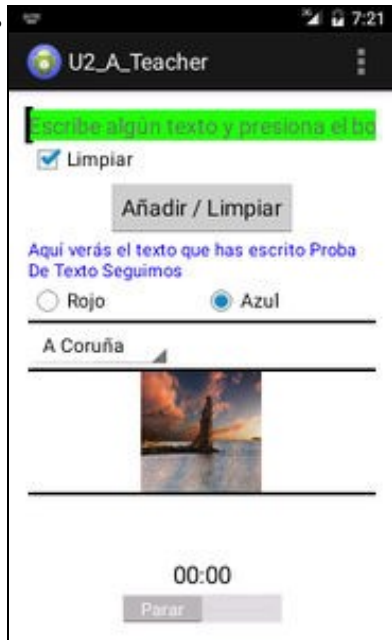 7:21
U2_A_Teacher
Escribe algún texto y presiona el bo
Limpiar
Añadir / Limpiar
Aquí verás el texto que has escrito Proba
De Texto Seguimos
Rojo
Azul
A Coruña
00:00
Parar